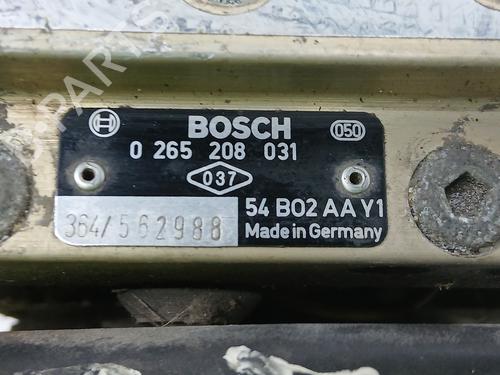 BOSCH
050
0 265 208 031
037
54 B02 AA Y1
364/562988
Made in Germany